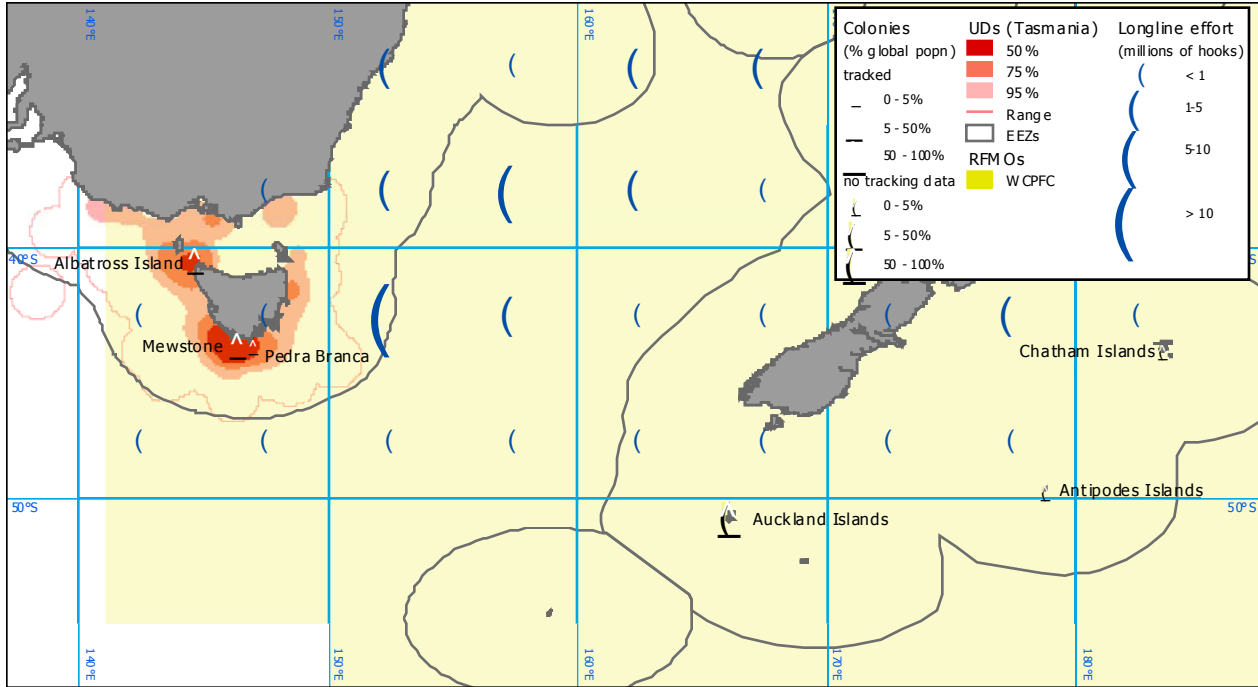 140°E
150°E
160°E
Colonies
(% global popn)
tracked
0-5%
5-50%
50-100%
no tracking data
0-5%
5-50%
50-100%
UDs (Tasmania)
50%
75%
95%
Range
EEZs
RFMOs
WCPFC
Longline effort
(millions of hooks)
< 1
1-5
5-10
> 10
40°S
Albatross Island
Mewstone
Pedra Branca
Chatham Islands
50°S
Antipodes Islands
50°S
Auckland Islands
140°E
150°E
160°E
170°E
180°E